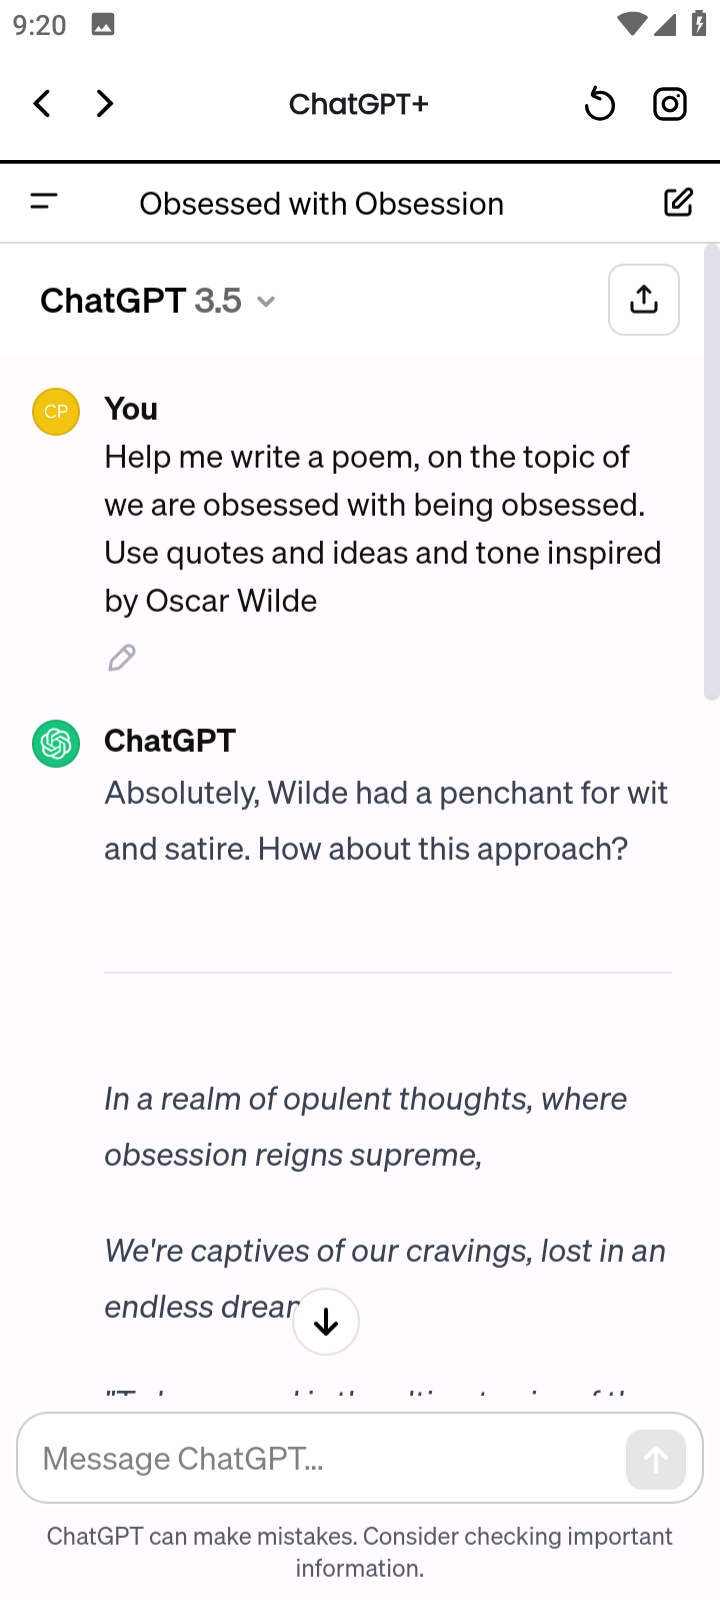 9:20
ChatGPT+
Obsessed with Obsession
ChatGPT 3.5
CP
You
Help me write a poem, on the topic of
we are obsessed with being obsessed.
Use quotes and ideas and tone inspired
by Oscar Wilde
ChatGPT
Absolutely, Wilde had a penchant for wit
and satire. How about this approach?
In a realm of opulent thoughts, where
obsession reigns supreme,
We're captives of our cravings, lost in an
endless
Message ChatGPT...
ChatGPT can make mistakes. Consider checking important
information.